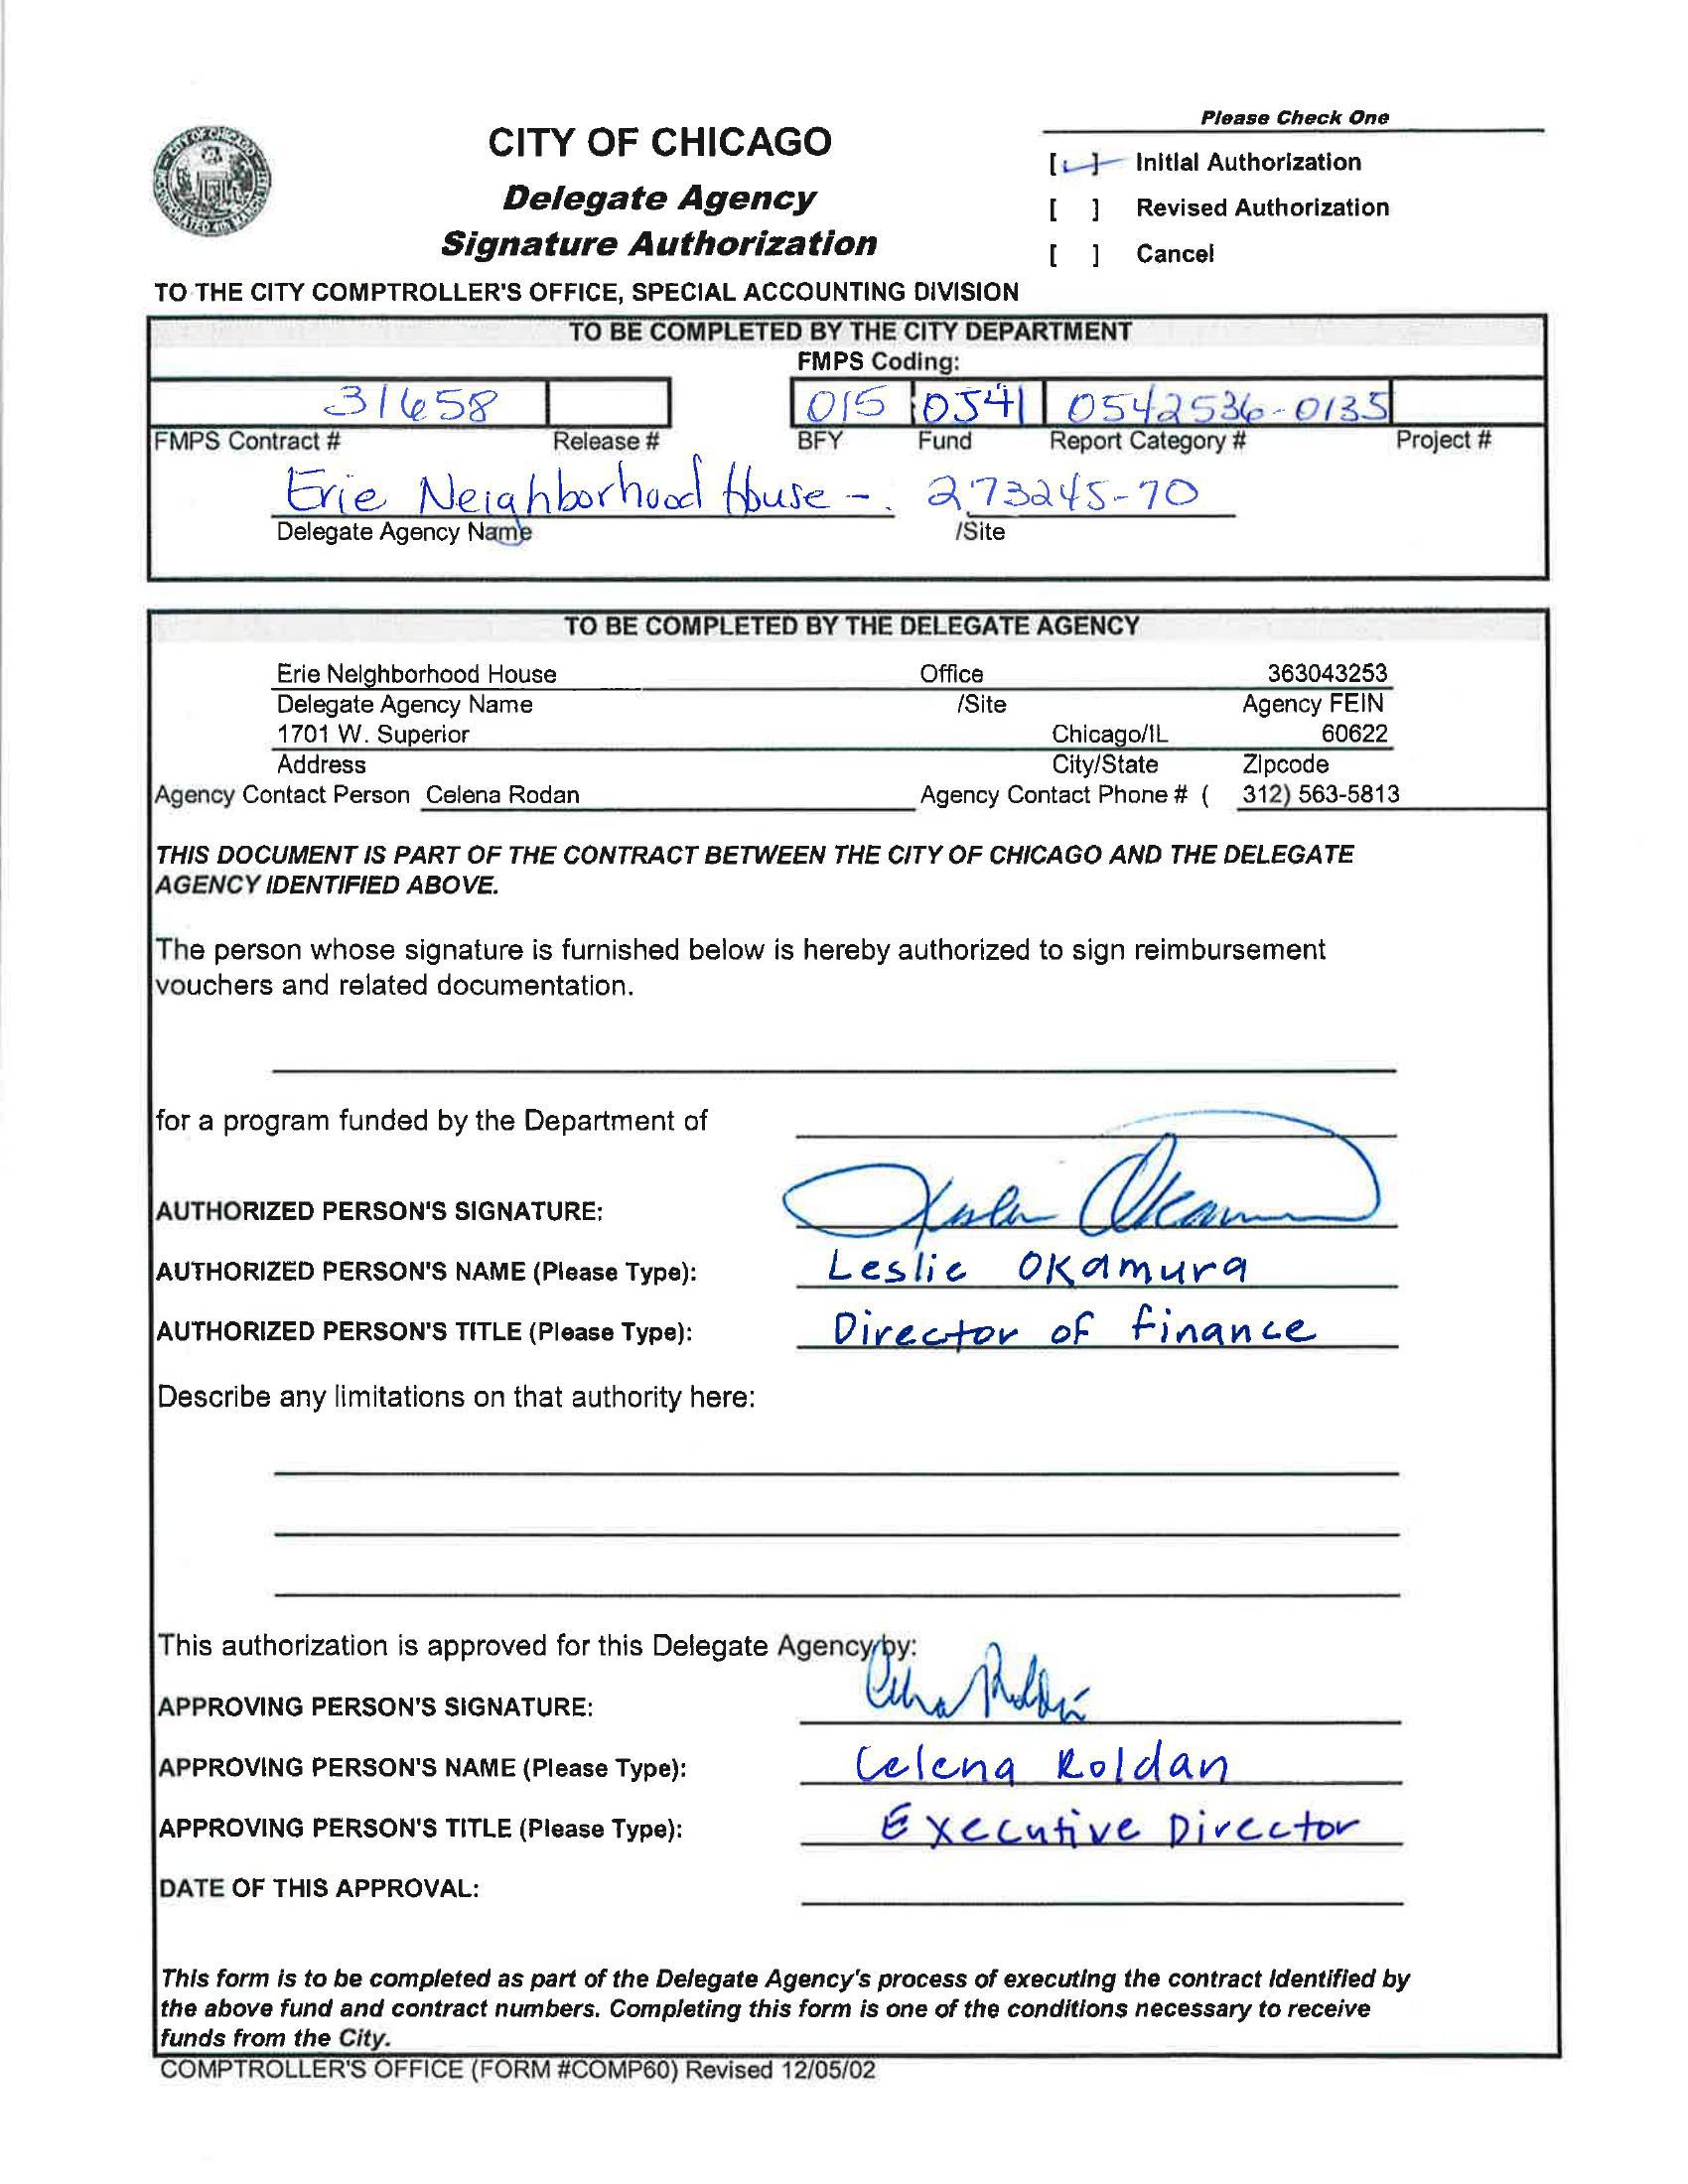 Please Check One
CITY OF CHICAGO
Delegate Agency
Signature Authorization
[✓] Initial Authorization
[ ] Revised Authorization
[ ] Cancel
TO THE CITY COMPTROLLER'S OFFICE, SPECIAL ACCOUNTING DIVISION
TO BE COMPLETED BY THE CITY DEPARTMENT
FMPS Coding:
31658 015 0541 0542536-0135
FMPS Contract # Release # BFY Fund Report Category # Project #
Erie Neighborhood House - 273245-70
Delegate Agency Name /Site
TO BE COMPLETED BY THE DELEGATE AGENCY
Erie Neighborhood House Office 363043253
Delegate Agency Name /Site Agency FEIN
1701 W. Superior Chicago/IL 60622
Address City/State Zipcode
Agency Contact Person Celena Rodan Agency Contact Phone # ( 312) 563-5813
THIS DOCUMENT IS PART OF THE CONTRACT BETWEEN THE CITY OF CHICAGO AND THE DELEGATE
AGENCY IDENTIFIED ABOVE.
The person whose signature is furnished below is hereby authorized to sign reimbursement
vouchers and related documentation.
for a program funded by the Department of
AUTHORIZED PERSON'S SIGNATURE:
AUTHORIZED PERSON'S NAME (Please Type): Leslie Okamura
AUTHORIZED PERSON'S TITLE (Please Type): Director of finance
Describe any limitations on that authority here:
This authorization is approved for this Delegate Agency by:
APPROVING PERSON'S SIGNATURE:
APPROVING PERSON'S NAME (Please Type): Celena Roldan
APPROVING PERSON'S TITLE (Please Type): Executive Director
DATE OF THIS APPROVAL:
This form is to be completed as part of the Delegate Agency's process of executing the contract identified by
the above fund and contract numbers. Completing this form is one of the conditions necessary to receive
funds from the City.
COMPTROLLER'S OFFICE (FORM #COMP60) Revised 12/05/02